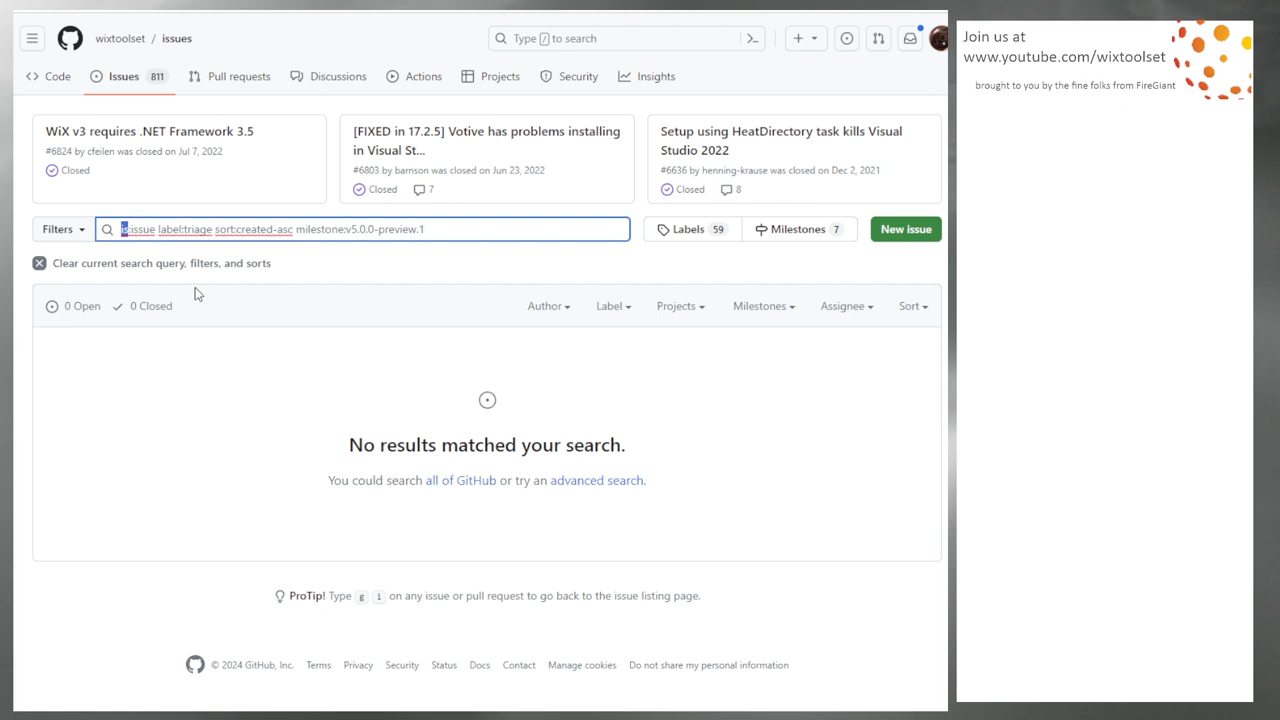 wixtoolset / issues
Type / to search
Code
Issues 811
Pull requests
Discussions
Actions
Projects
Security
Insights
WiX v3 requires .NET Framework 3.5
#6824 by cfeilen was closed on Jul 7, 2022
Closed
[FIXED in 17.2.5] Votive has problems installing
in Visual St...
#6803 by barnson was closed on Jun 23, 2022
Closed 7
Setup using HeatDirectory task kills Visual
Studio 2022
#6636 by henning-krause was closed on Dec 2, 2021
Closed 8
Filters
is:issue label:triage sort:created-asc milestone:v5.0.0-preview.1
Labels 59
Milestones 7
New issue
Clear current search query, filters, and sorts
0 Open
0 Closed
Author
Label
Projects
Milestones
Assignee
Sort
No results matched your search.
You could search all of GitHub or try an advanced search.
ProTip! Type g i on any issue or pull request to go back to the issue listing page.
© 2024 GitHub, Inc.
Terms
Privacy
Security
Status
Docs
Contact
Manage cookies
Do not share my personal information
Join us at
www.youtube.com/wixtoolset
brought to you by the fine folks from FireGiant